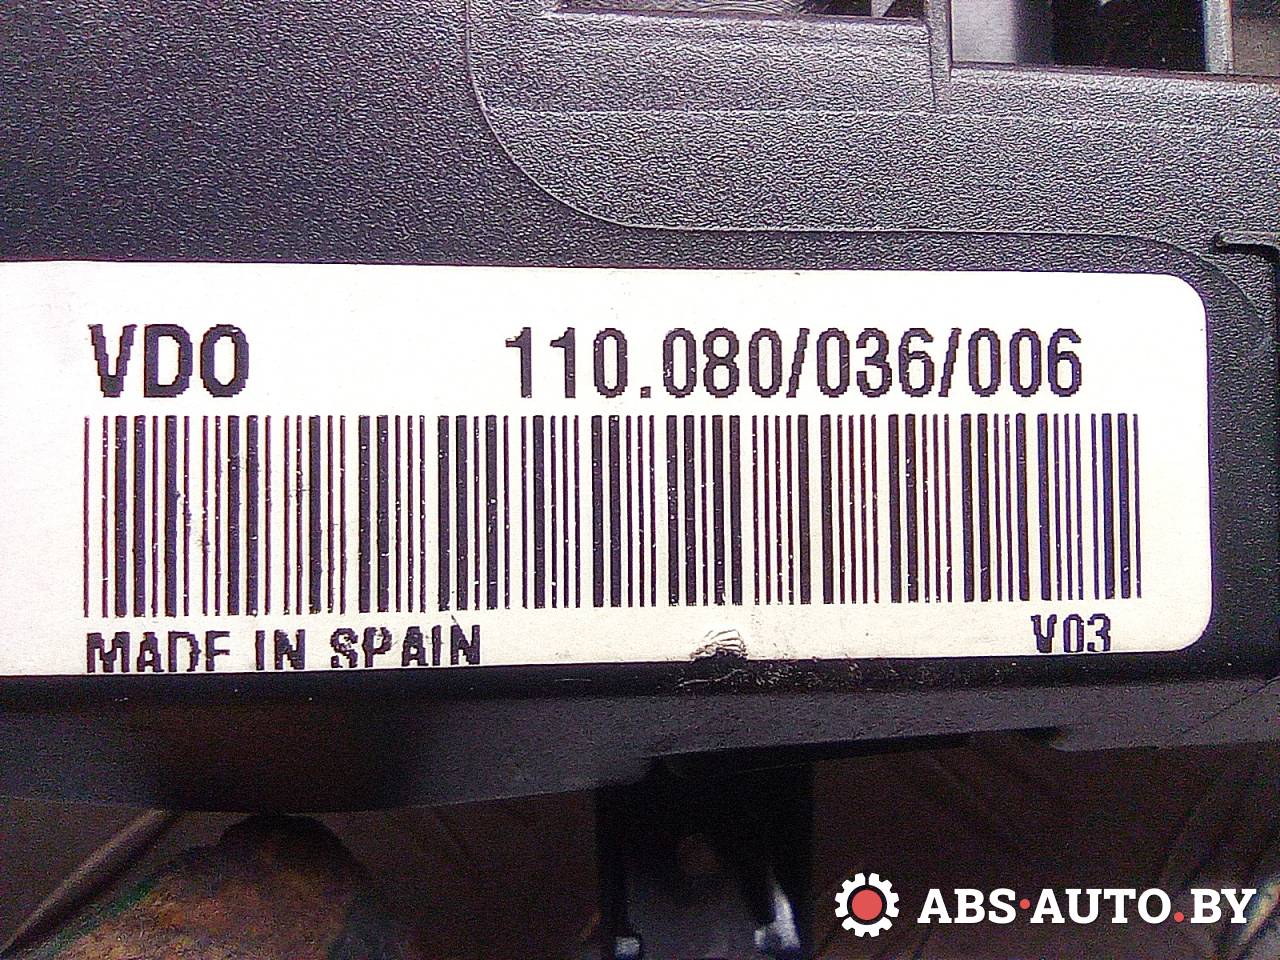 VDO 110.080/036/006
MADE IN SPAIN V03
ABS·AUTO.BY